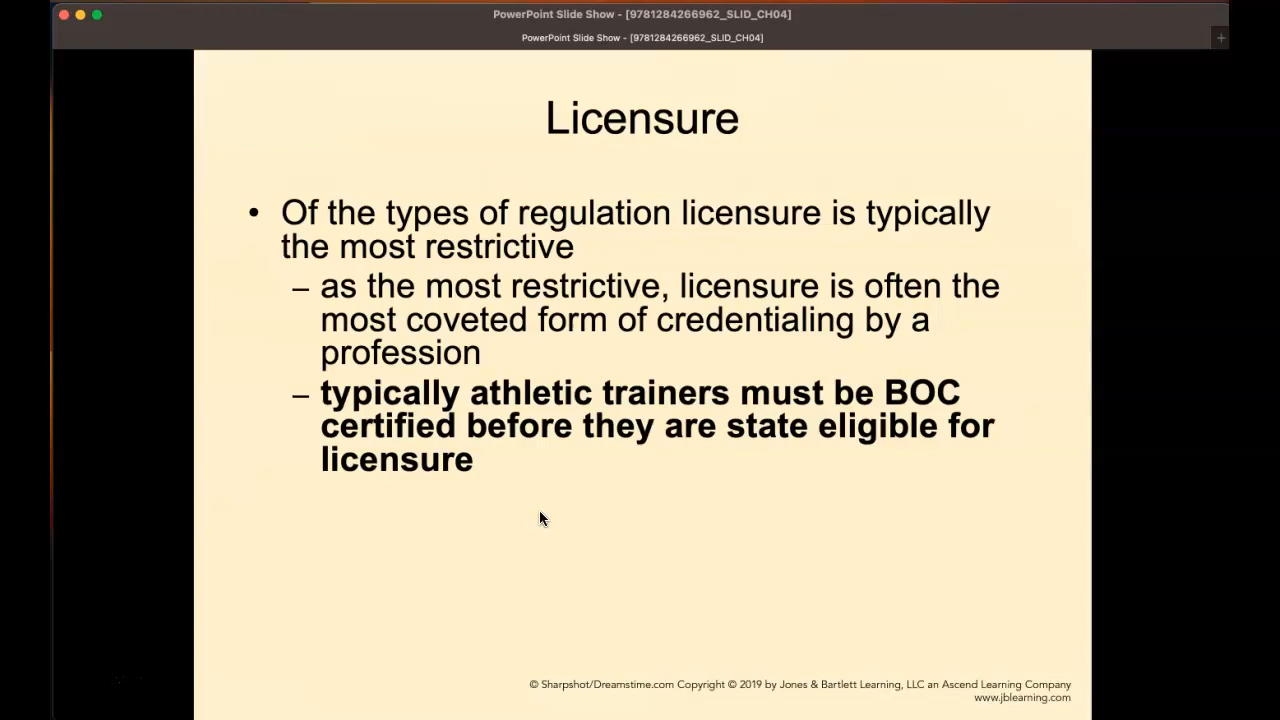 PowerPoint Slide Show - [9781284266962_SLID_CH04]
PowerPoint Slide Show - [9781284266962_SLID_CH04]
Licensure
• Of the types of regulation licensure is typically
the most restrictive
– as the most restrictive, licensure is often the
most coveted form of credentialing by a
profession
– typically athletic trainers must be BOC
certified before they are state eligible for
licensure
© Sharpshot/Dreamstime.com Copyright © 2019 by Jones & Bartlett Learning, LLC an Ascend Learning Company
www.jblearning.com